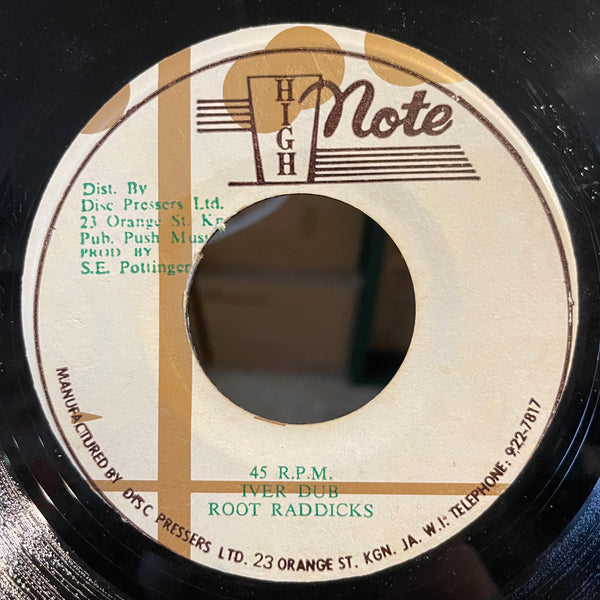 HIGH
Note
Dist. By
Disc Pressers Ltd.
23 Orange St. Kn
Pub. Push Musi
PROD BY
S.E. Pottinger
45 R.P.M.
IVER DUB
ROOT RADDICKS
MANUFACTURED BY DISC PRESSERS LTD. 23 ORANGE ST. KGN. JA. W.I: TELEPHONE: 922-7817